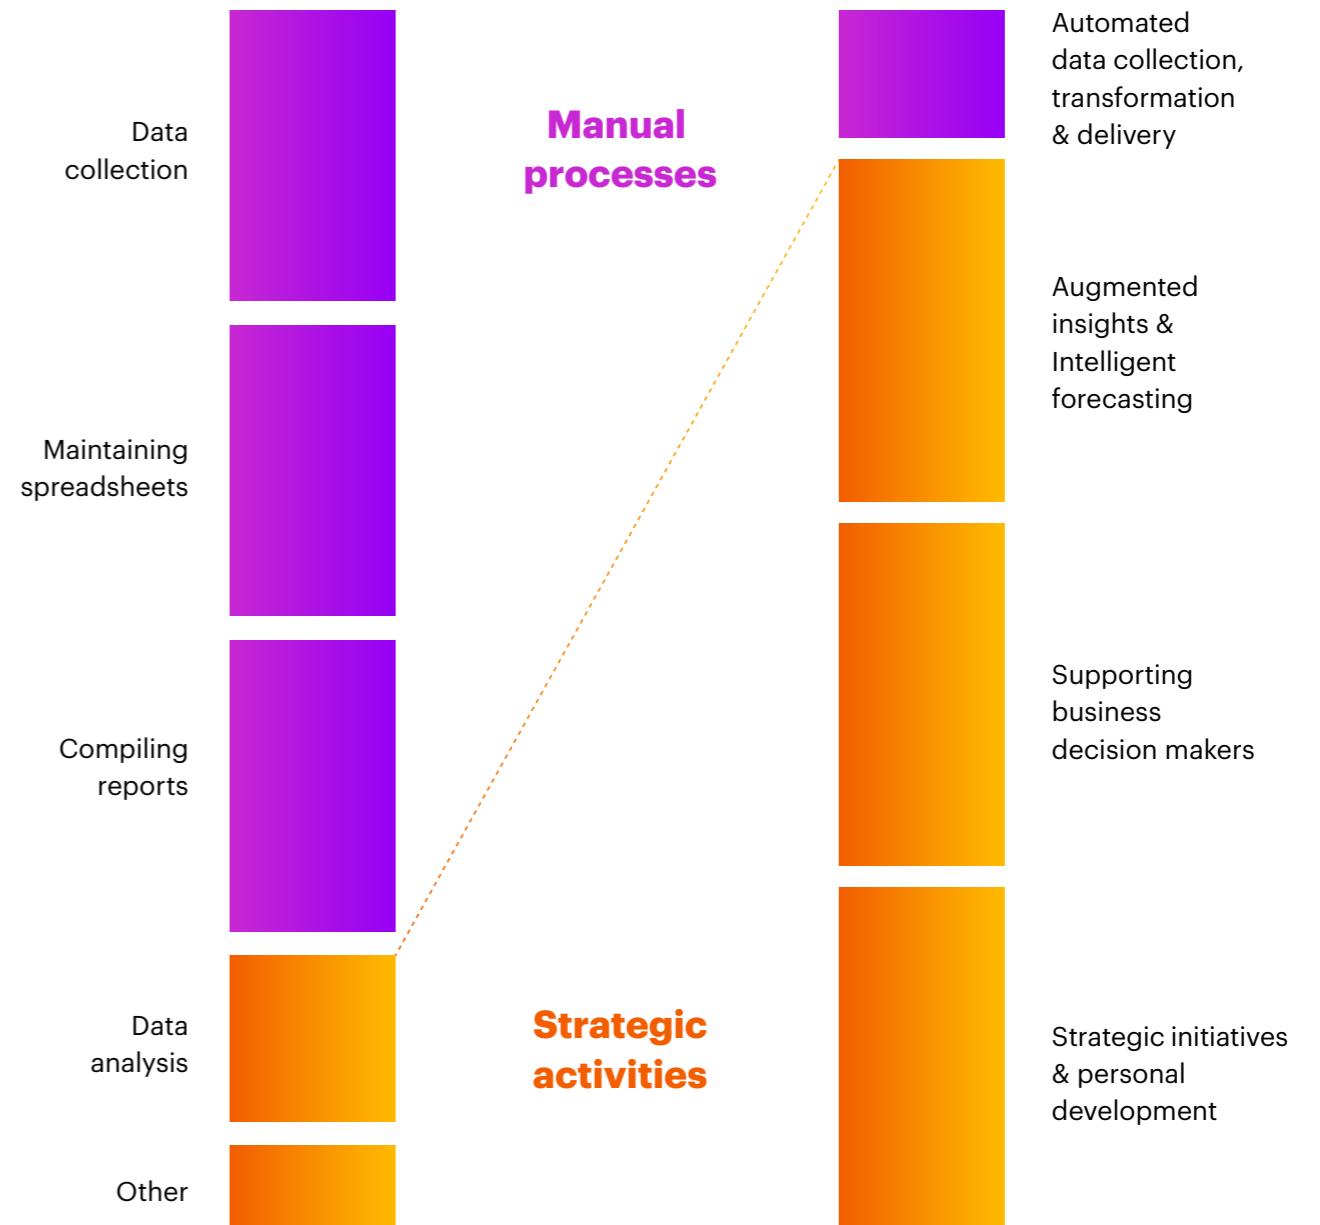 Data
collection
Maintaining
spreadsheets
Compiling
reports
Data
analysis
Other
Manual
processes
Strategic
activities
Automated
data collection,
transformation
& delivery
Augmented
insights &
Intelligent
forecasting
Supporting
business
decision makers
Strategic initiatives
& personal
development